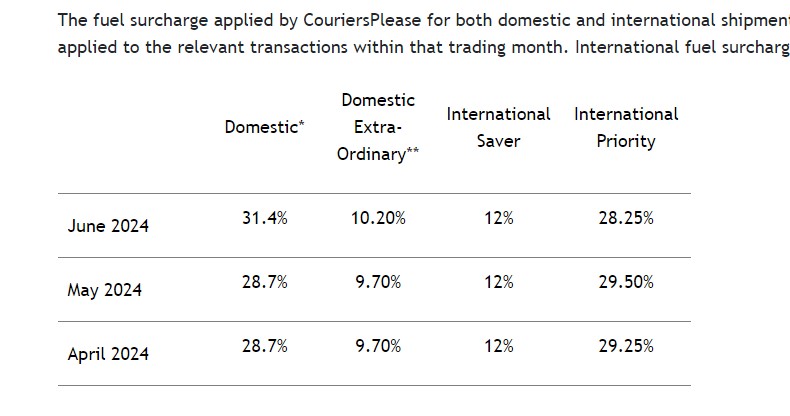 The fuel surcharge applied by CouriersPlease for both domestic and international
applied to the relevant transactions within that trading month. International fuel
Domestic* Domestic Extra-Ordinary** International Saver International Priority
June 2024 31.4% 10.20% 12% 28.25%
May 2024 28.7% 9.70% 12% 29.50%
April 2024 28.7% 9.70% 12% 29.25%